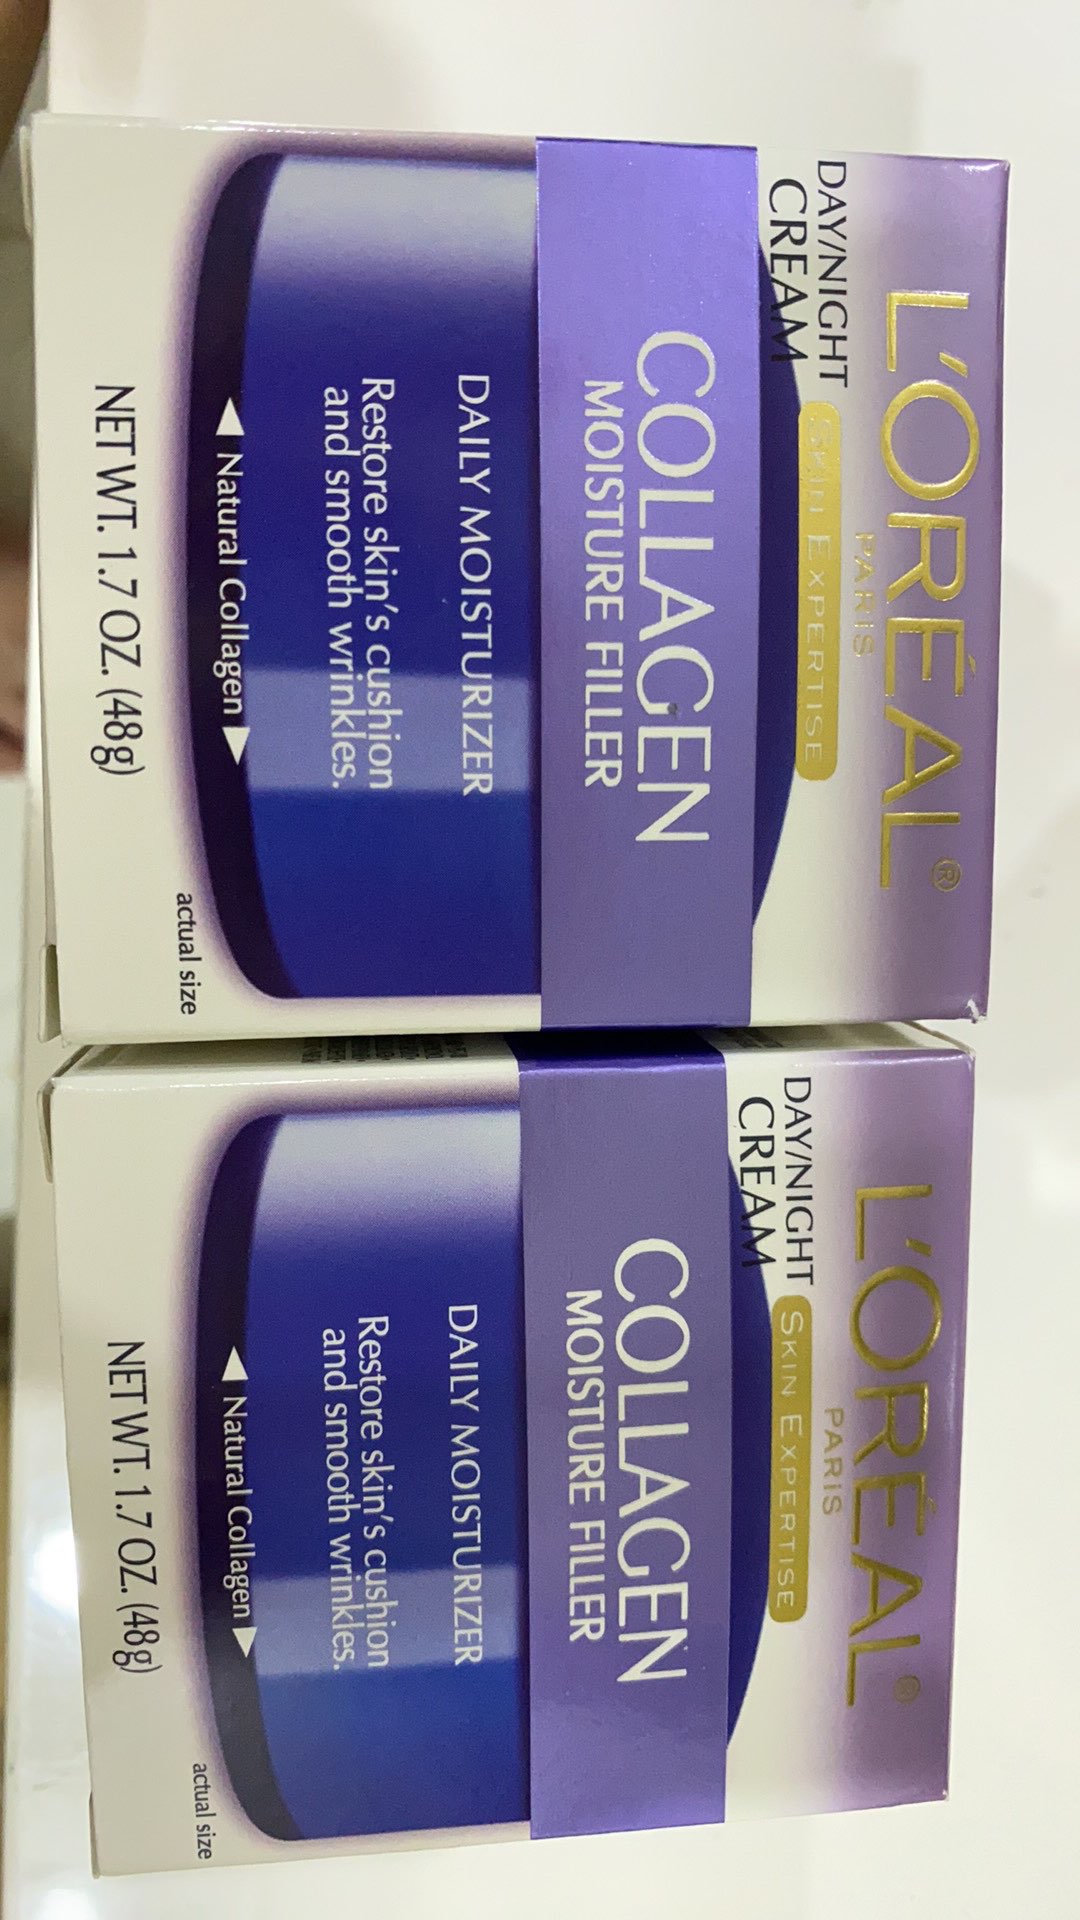 L'ORÉAL®
PARIS
DAY/NIGHT
CREAM
SKIN EXPERTISE
COLLAGEN
MOISTURE FILLER
DAILY MOISTURIZER
Restore skin's cushion
and smooth wrinkles.
◀ Natural Collagen ▶
actual size
NET WT. 1.7 OZ. (48g)
L'ORÉAL®
PARIS
DAY/NIGHT
CREAM
SKIN EXPERTISE
COLLAGEN
MOISTURE FILLER
DAILY MOISTURIZER
Restore skin's cushion
and smooth wrinkles.
◀ Natural Collagen ▶
actual size
NET WT. 1.7 OZ. (48g)